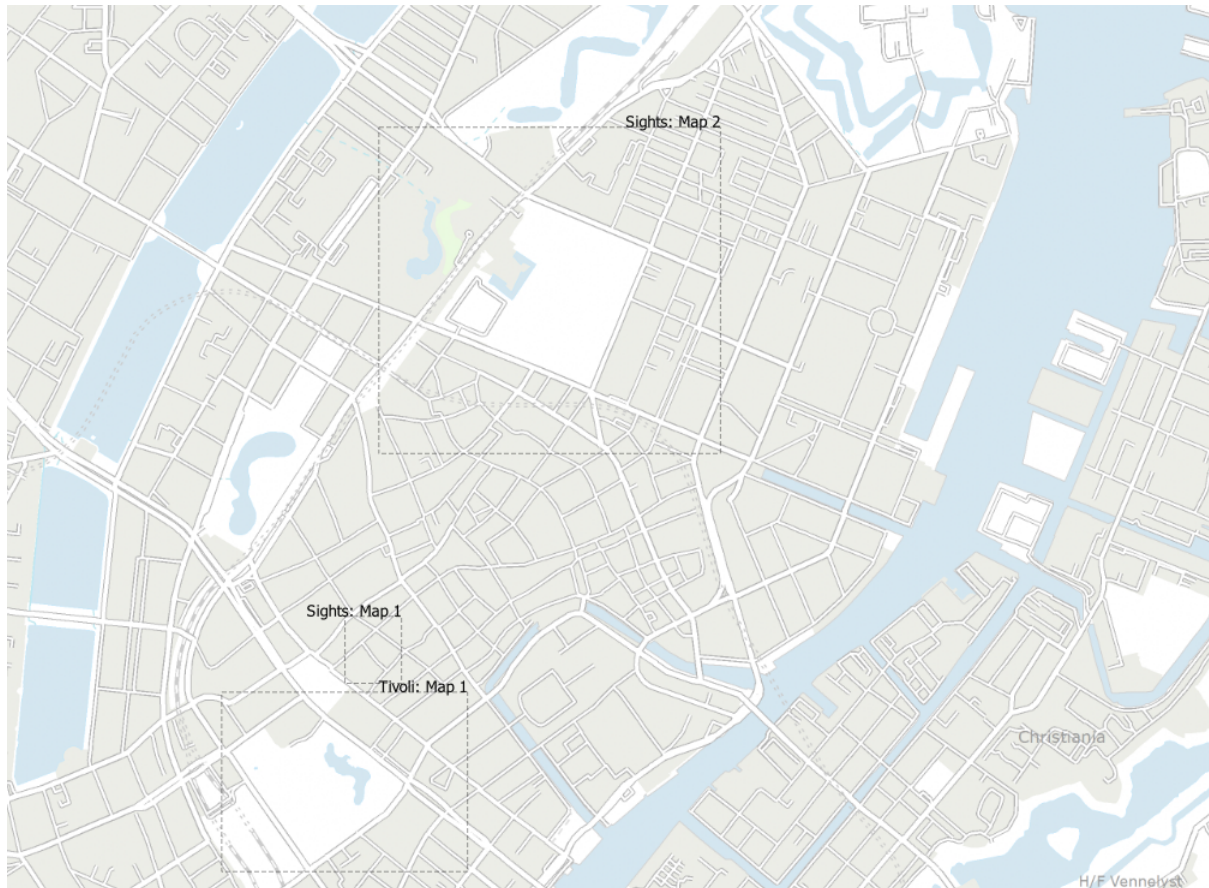 Sights: Map 2
Sights: Map 1
Tivoli: Map 1
Christiania
H/F Vennelyst